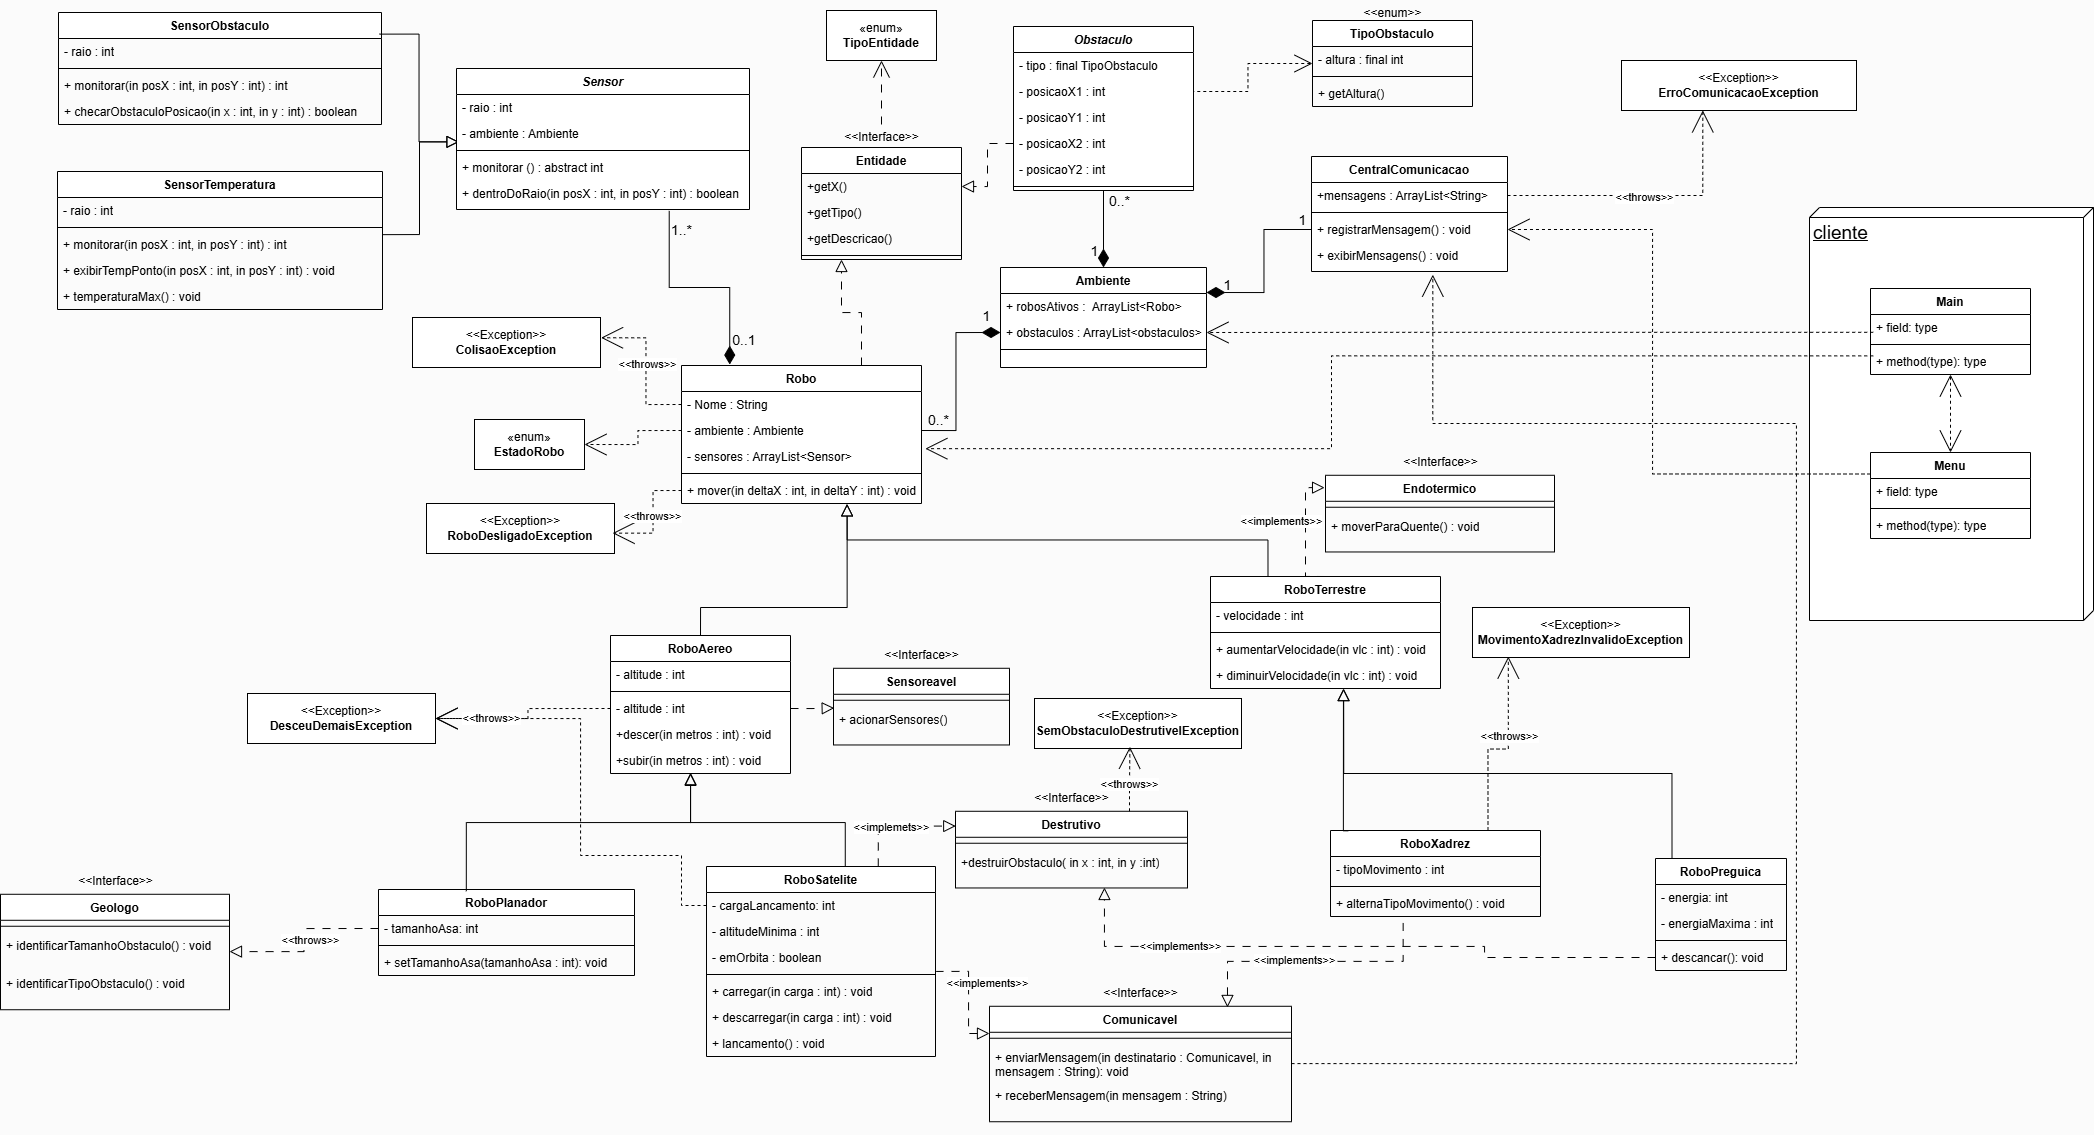 SensorObstaculo
- raio : int
+ monitorar(in posX : int, in posY : int) : int
+ checarObstaculoPosicao(in x : int, in y : int) : boolean
SensorTemperatura
- raio : int
+ monitorar(in posX : int, in posY : int) : int
+ exibirTempPonto(in posX : int, in posY : int) : void
+ temperaturaMax() : void
Sensor
- raio : int
- ambiente : Ambiente
+ monitorar () : abstract int
+ dentroDoRaio(in posX : int, in posY : int) : boolean
1..*
0..1
«enum»
TipoEntidade
<<Interface>>
Entidade
+getX()
+getTipo()
+getDescricao()
Obstaculo
- tipo : final TipoObstaculo
- posicaoX1 : int
- posicaoY1 : int
- posicaoX2 : int
- posicaoY2 : int
0..*
1
<<enum>>
TipoObstaculo
- altura : final int
+ getAltura()
<<Exception>>
ErroComunicacaoException
<<throws>>
CentralComunicacao
+mensagens : ArrayList<String>
+ registrarMensagem() : void
+ exibirMensagens() : void
1
1
Ambiente
+ robosAtivos :  ArrayList<Robo>
+ obstaculos : ArrayList<obstaculos>
1
0..*
cliente
Main
+ field: type
+ method(type): type
Menu
+ field: type
+ method(type): type
<<Exception>>
ColisaoException
<<throws>>
«enum»
EstadoRobo
<<Exception>>
RoboDesligadoException
<<throws>>
Robo
- Nome : String
- ambiente : Ambiente
- sensores : ArrayList<Sensor>
+ mover(in deltaX : int, in deltaY : int) : void
<<Interface>>
Endotermico
+ moverParaQuente() : void
<<implements>>
RoboTerrestre
- velocidade : int
+ aumentarVelocidade(in vlc : int) : void
+ diminuirVelocidade(in vlc : int) : void
<<Exception>>
MovimentoXadrezInvalidoException
<<throws>>
RoboAereo
- altitude : int
- altitude : int
+descer(in metros : int) : void
+subir(in metros : int) : void
<<Interface>>
Sensoreavel
+ acionarSensores()
<<Exception>>
DesceuDemaisException
<<throws>>
<<Exception>>
SemObstaculoDestrutivelException
<<throws>>
<<Interface>>
Destrutivo
+destruirObstaculo( in x : int, in y :int)
<<implemets>>
RoboXadrez
- tipoMovimento : int
+ alternaTipoMovimento() : void
RoboPreguica
- energia: int
- energiaMaxima : int
+ descancar(): void
<<Interface>>
Geologo
+ identificarTamanhoObstaculo() : void
+ identificarTipoObstaculo() : void
<<throws>>
RoboPlanador
- tamanhoAsa: int
+ setTamanhoAsa(tamanhoAsa : int): void
RoboSatelite
- cargaLancamento: int
- altitudeMinima : int
- emOrbita : boolean
+ carregar(in carga : int) : void
+ descarregar(in carga : int) : void
+ lancamento() : void
<<implements>>
<<implements>>
<<implements>>
<<Interface>>
Comunicavel
+ enviarMensagem(in destinatario : Comunicavel, in
mensagem : String): void
+ receberMensagem(in mensagem : String)